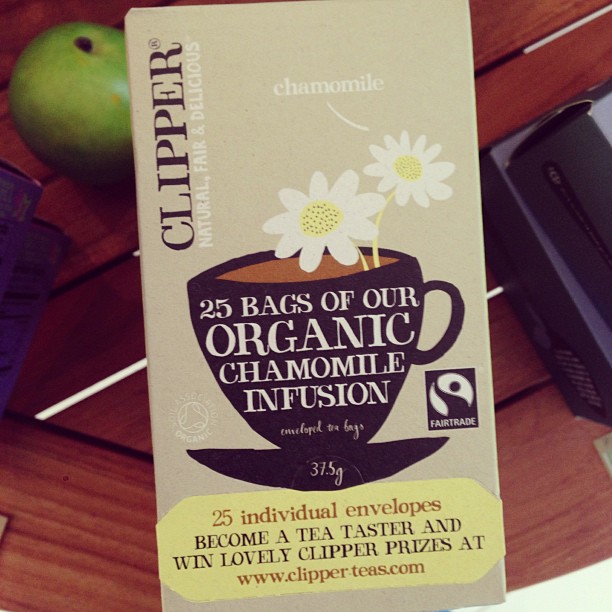 CLIPPER®
NATURAL, FAIR & DELICIOUS
chamomile
25 BAGS OF OUR
ORGANIC
CHAMOMILE
INFUSION
enveloped tea bags
37.5g
ORGANIC
FAIRTRADE
25 individual envelopes
BECOME A TEA TASTER AND
WIN LOVELY CLIPPER PRIZES AT
www.clipper-teas.com